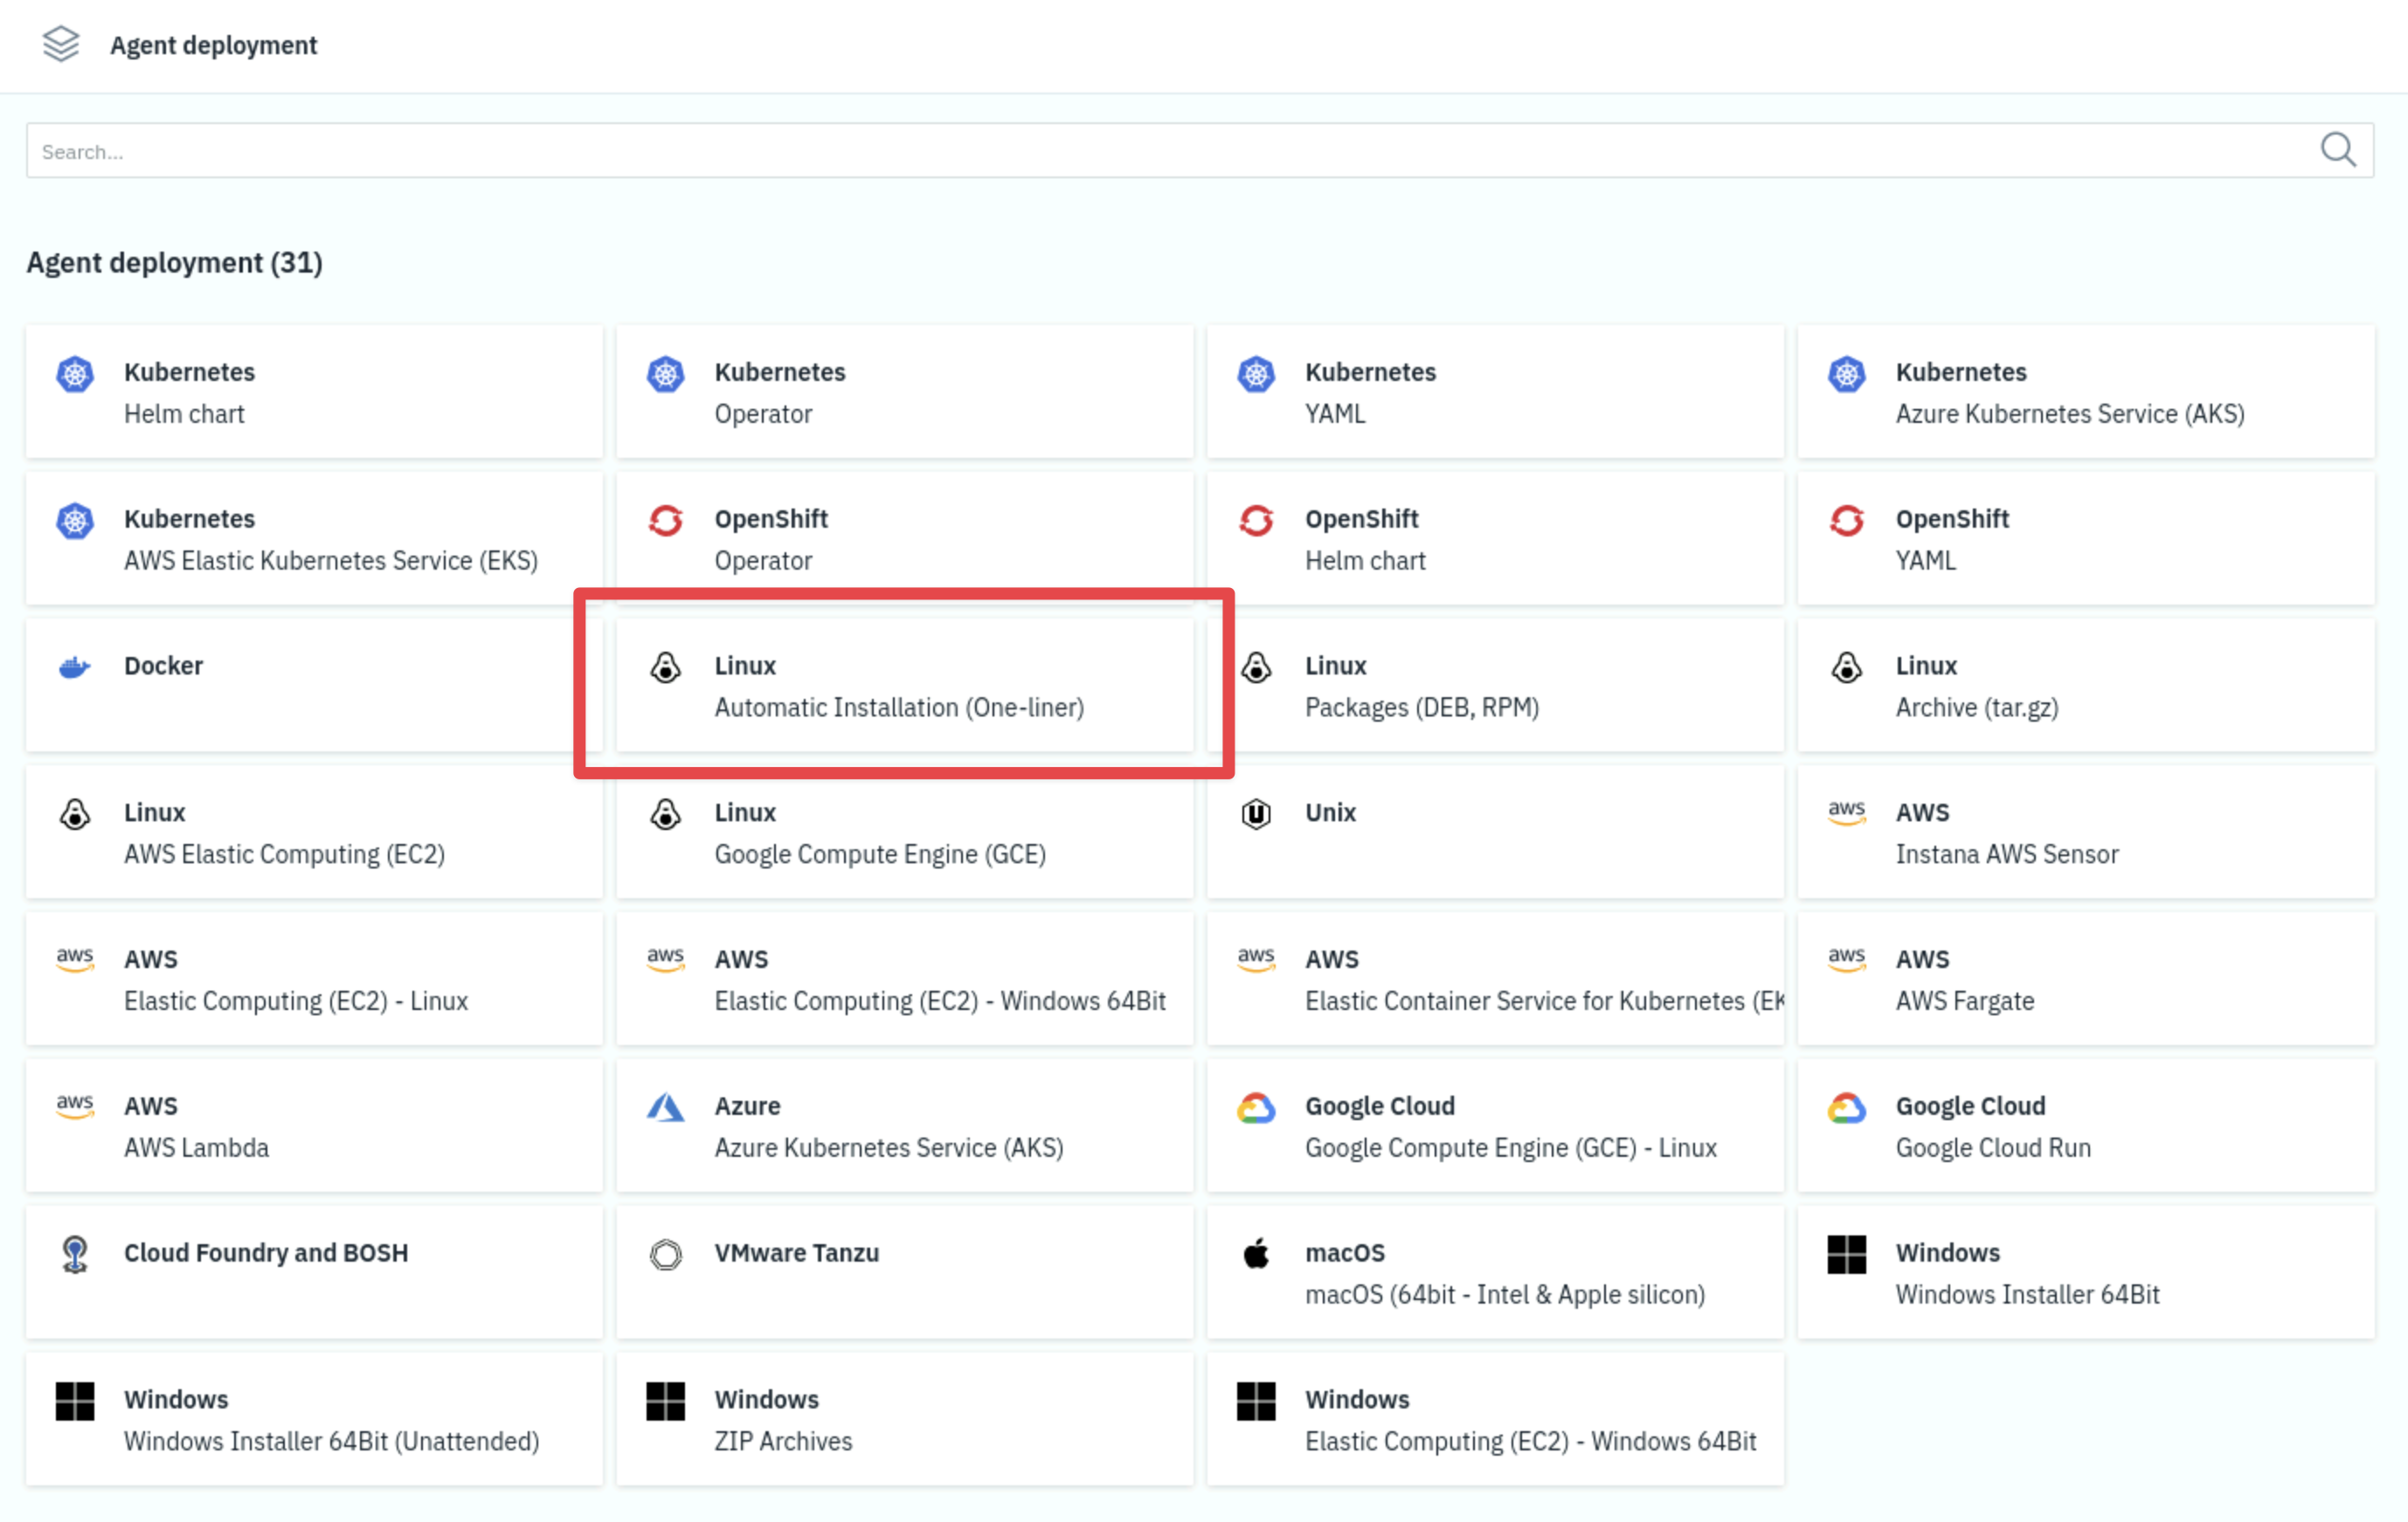 Agent deployment
Search...
Agent deployment (31)
Kubernetes
Helm chart
Kubernetes
Operator
Kubernetes
YAML
Kubernetes
Azure Kubernetes Service (AKS)
Kubernetes
AWS Elastic Kubernetes Service (EKS)
OpenShift
Operator
OpenShift
Helm chart
OpenShift
YAML
Docker
Linux
Automatic Installation (One-liner)
Linux
Packages (DEB, RPM)
Linux
Archive (tar.gz)
Linux
AWS Elastic Computing (EC2)
Linux
Google Compute Engine (GCE)
Unix
aws
AWS
Instana AWS Sensor
aws
AWS
Elastic Computing (EC2) - Linux
aws
AWS
Elastic Computing (EC2) - Windows 64Bit
aws
AWS
Elastic Container Service for Kubernetes (EK
aws
AWS
AWS Fargate
aws
AWS
AWS Lambda
Azure
Azure Kubernetes Service (AKS)
Google Cloud
Google Compute Engine (GCE) - Linux
Google Cloud
Google Cloud Run
Cloud Foundry and BOSH
VMware Tanzu
macOS
macOS (64bit - Intel & Apple silicon)
Windows
Windows Installer 64Bit
Windows
Windows Installer 64Bit (Unattended)
Windows
ZIP Archives
Windows
Elastic Computing (EC2) - Windows 64Bit